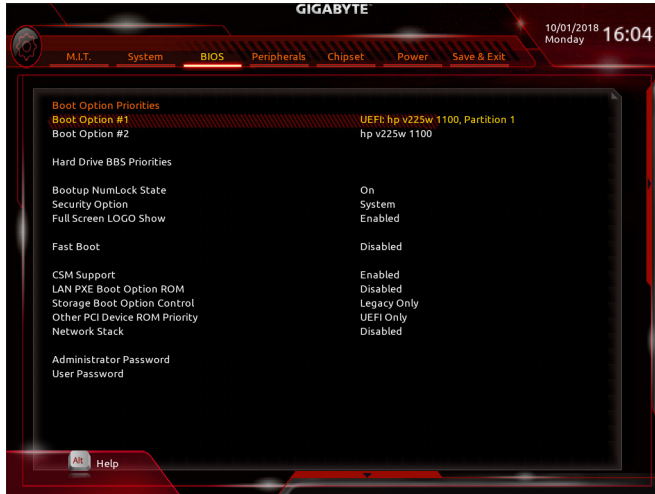 GIGABYTE™
10/01/2018 16:04
Monday
M.I.T. System BIOS Peripherals Chipset Power Save & Exit
Boot Option Priorities
Boot Option #1 UEFI: hp v225w 1100, Partition 1
Boot Option #2 hp v225w 1100
Hard Drive BBS Priorities
Bootup NumLock State On
Security Option System
Full Screen LOGO Show Enabled
Fast Boot Disabled
CSM Support Enabled
LAN PXE Boot Option ROM Disabled
Storage Boot Option Control Legacy Only
Other PCI Device ROM Priority UEFI Only
Network Stack Disabled
Administrator Password
User Password
Alt Help